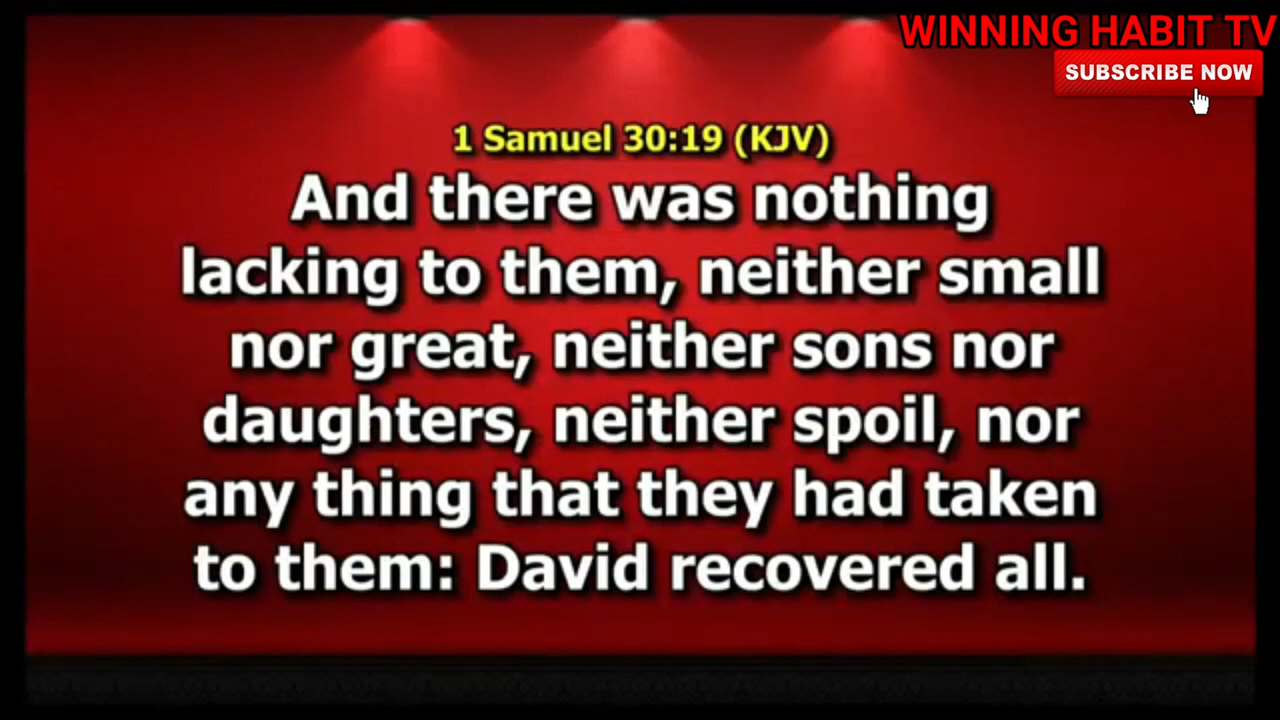 WINNING HABIT TV
SUBSCRIBE NOW
1 Samuel 30:19 (KJV)
And there was nothing
lacking to them, neither small
nor great, neither sons nor
daughters, neither spoil, nor
any thing that they had taken
to them: David recovered all.